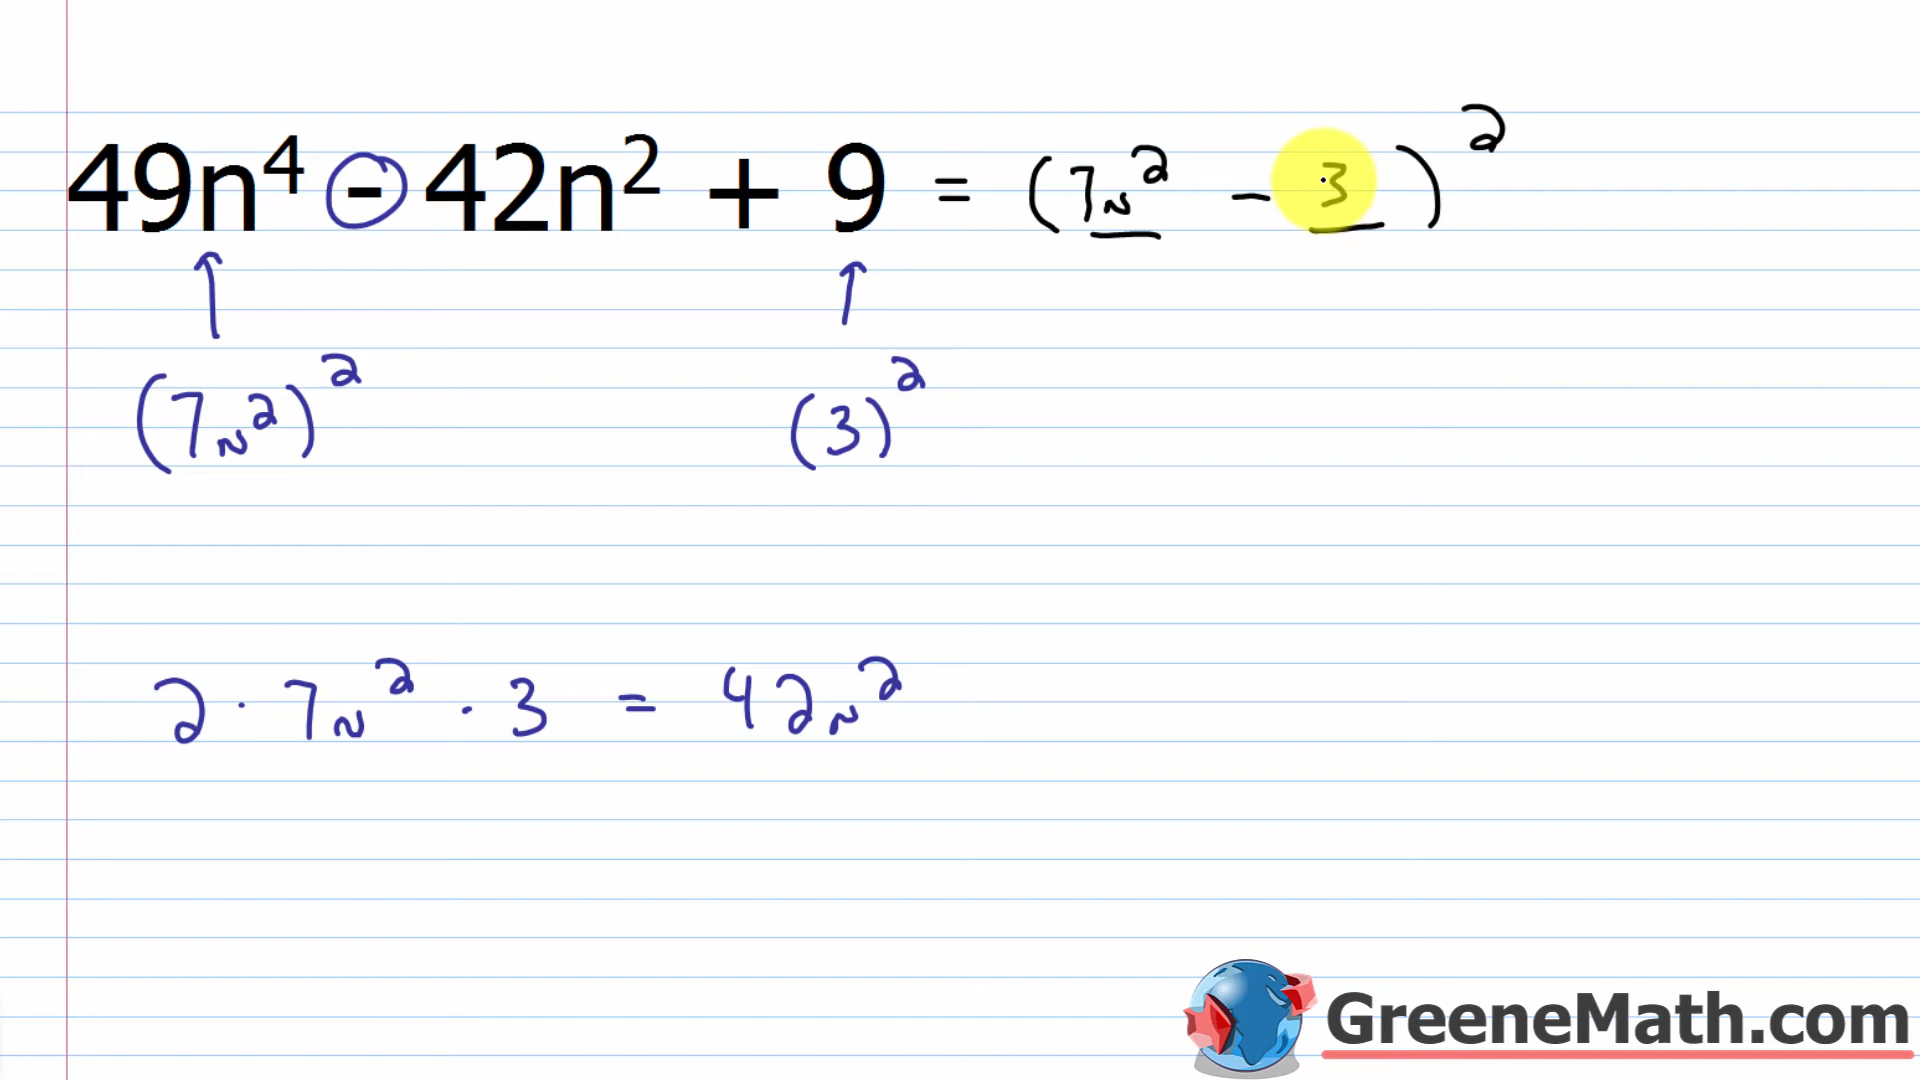 49n⁴ - 42n² + 9 = (7n² - 3)²
(7n²)² (3)²
2 · 7n² · 3 = 42n²
GreeneMath.com